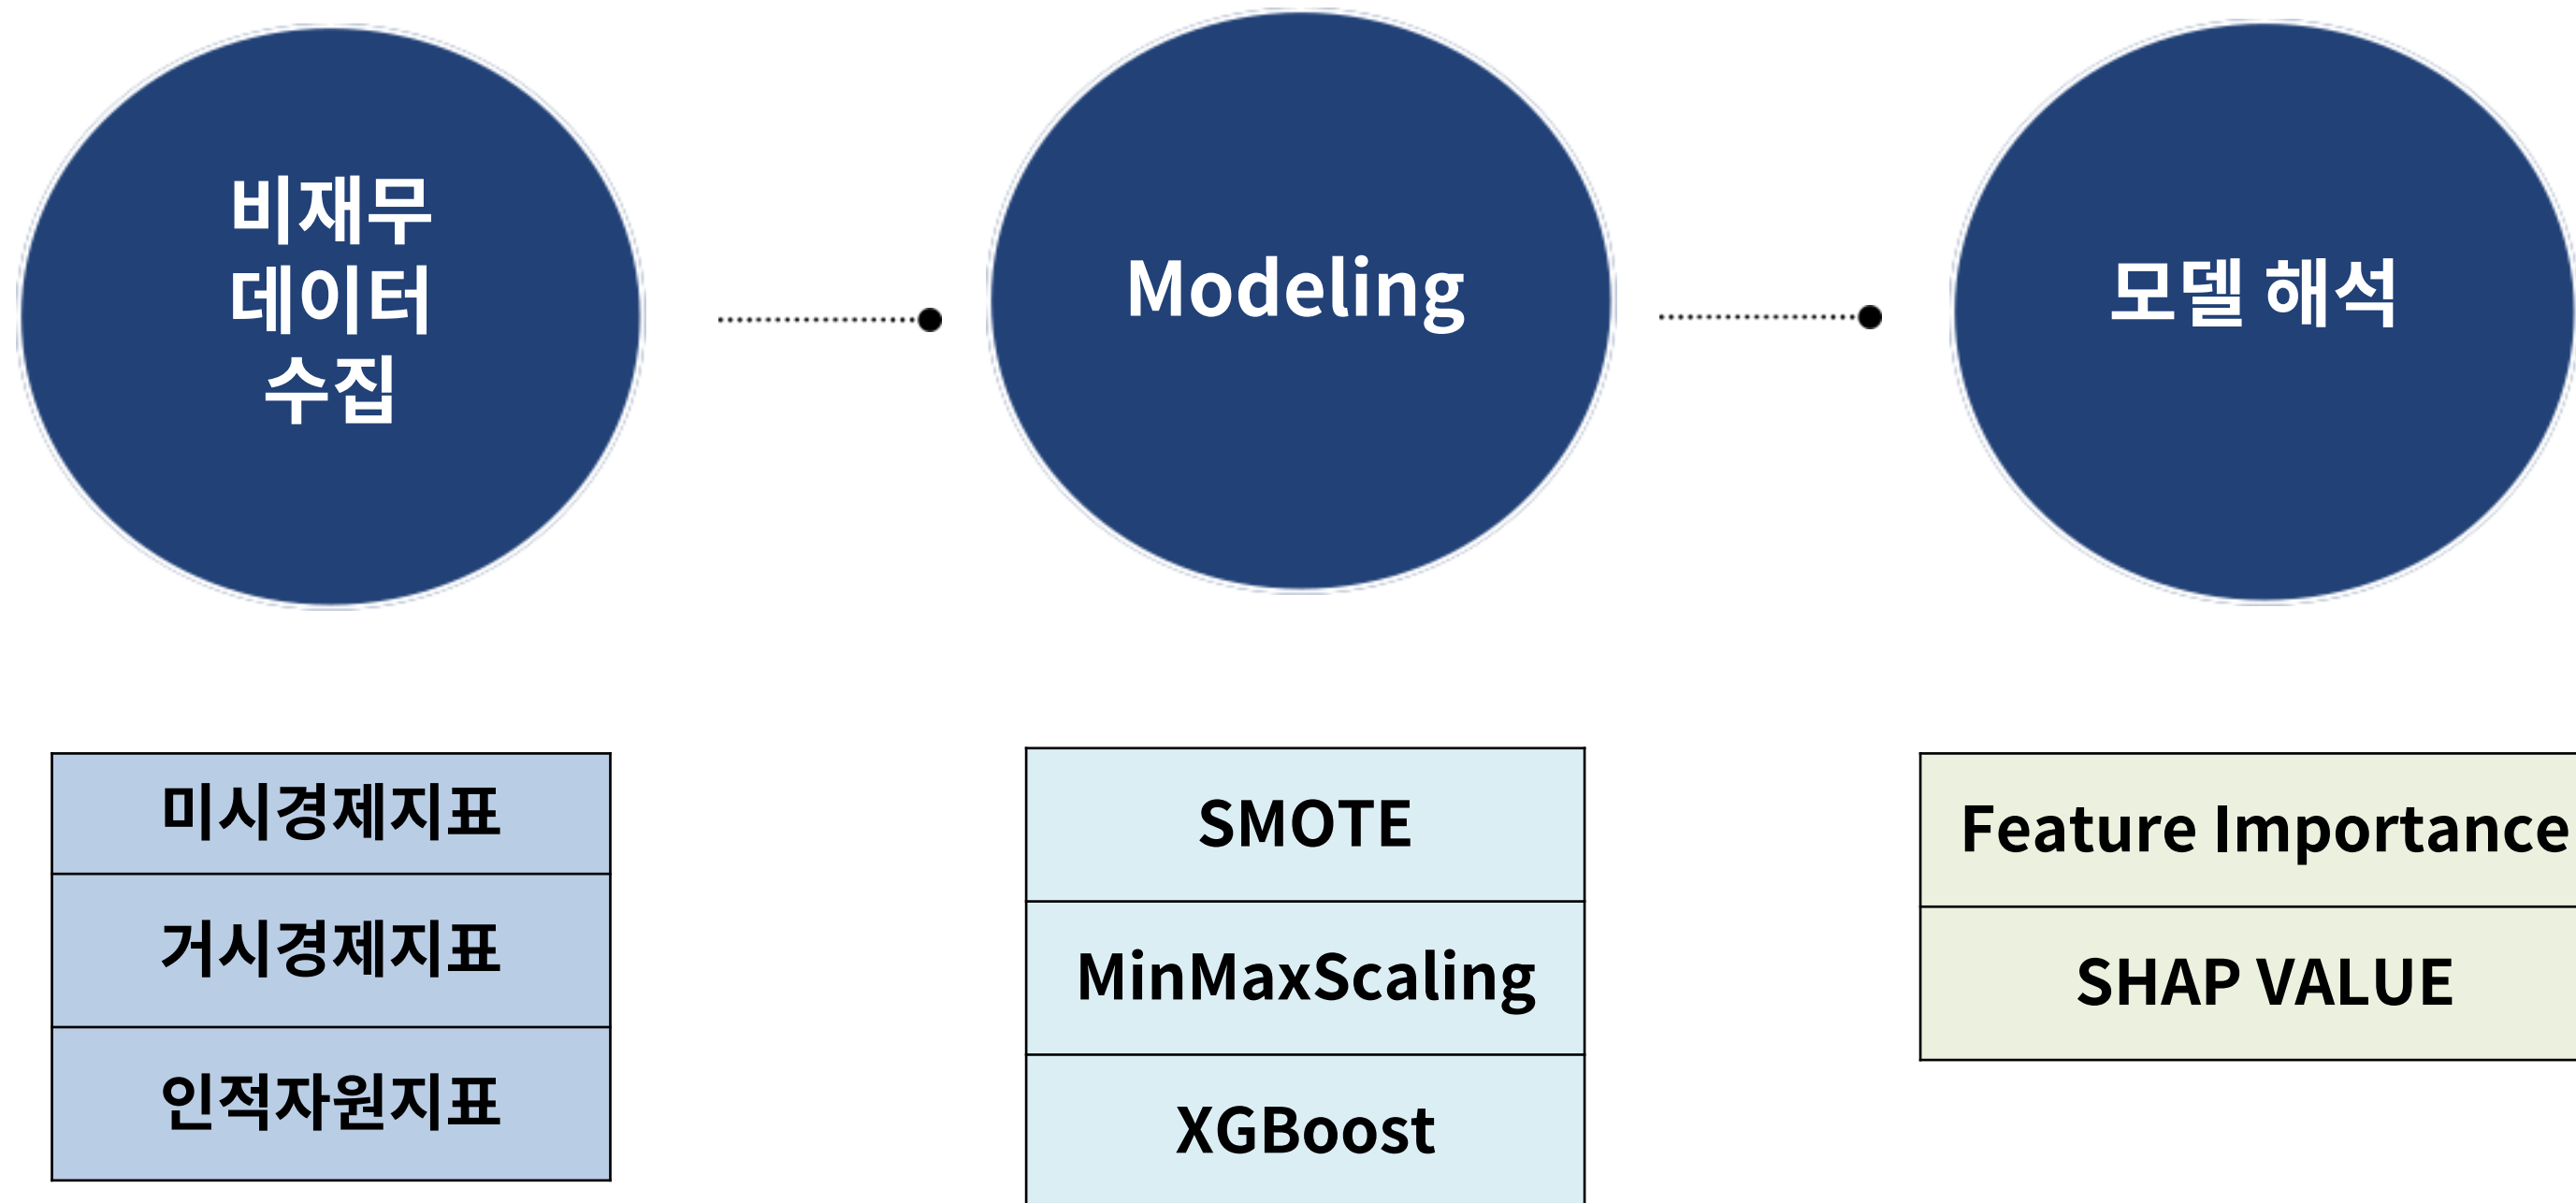 비재무
데이터
수집
Modeling
모델 해석
미시경제지표
거시경제지표
인적자원지표
SMOTE
MinMaxScaling
XGBoost
Feature Importance
SHAP VALUE